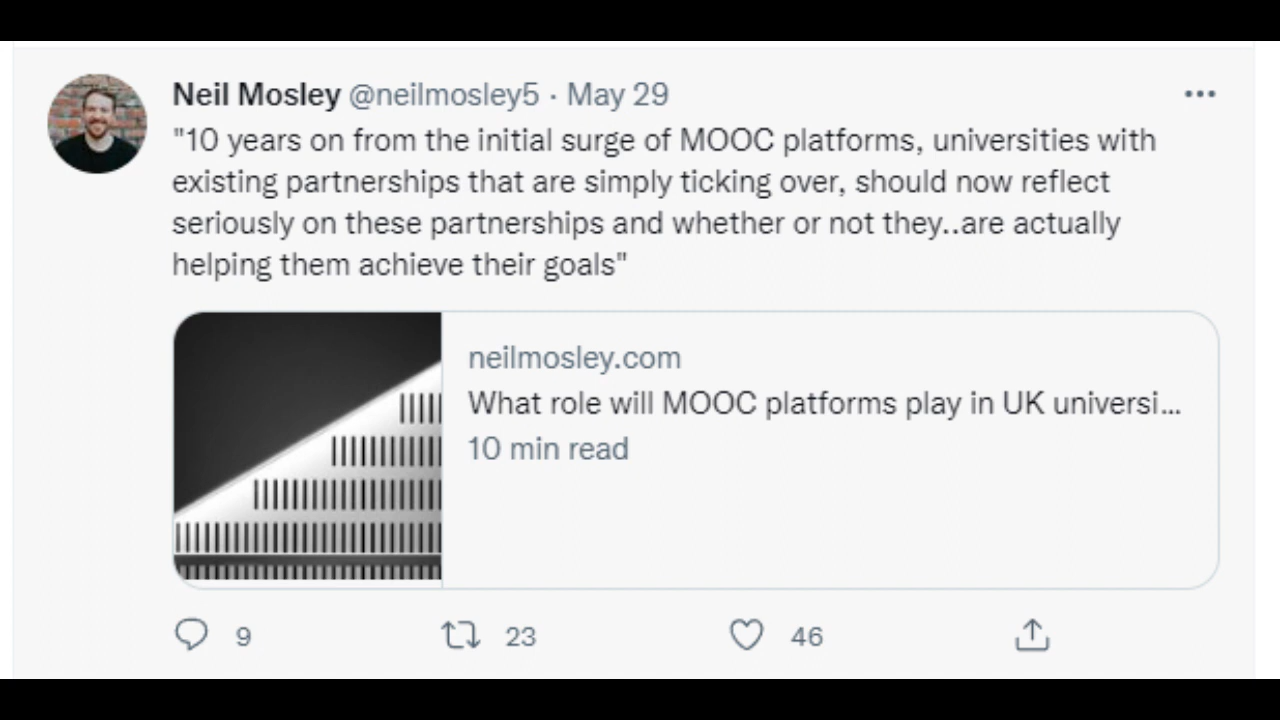 Neil Mosley @neilmosley5 · May 29
"10 years on from the initial surge of MOOC platforms, universities with
existing partnerships that are simply ticking over, should now reflect
seriously on these partnerships and whether or not they..are actually
helping them achieve their goals"
neilmosley.com
What role will MOOC platforms play in UK universi...
10 min read
9 23 46